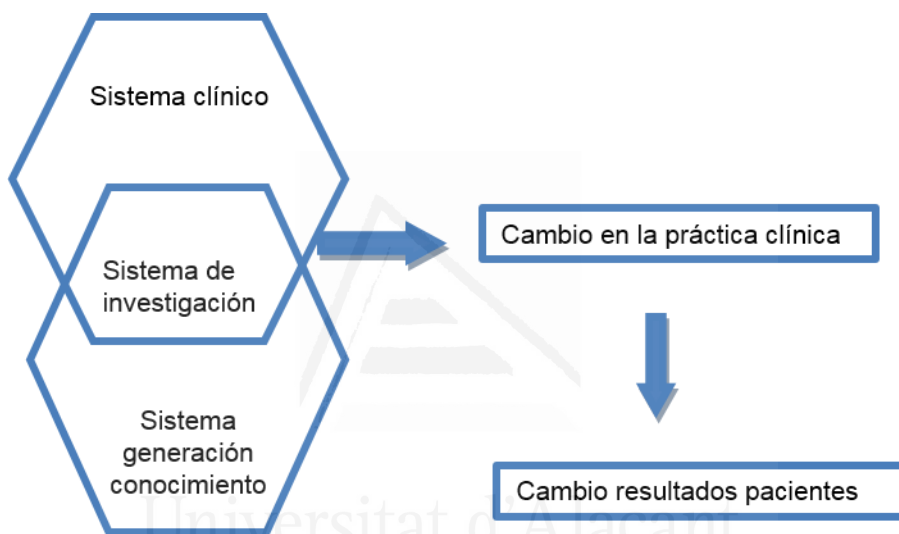 Sistema clínico
Sistema de
investigación
Sistema
generación
conocimiento
Cambio en la práctica clínica
Cambio resultados pacientes
Universitat d'Alacant